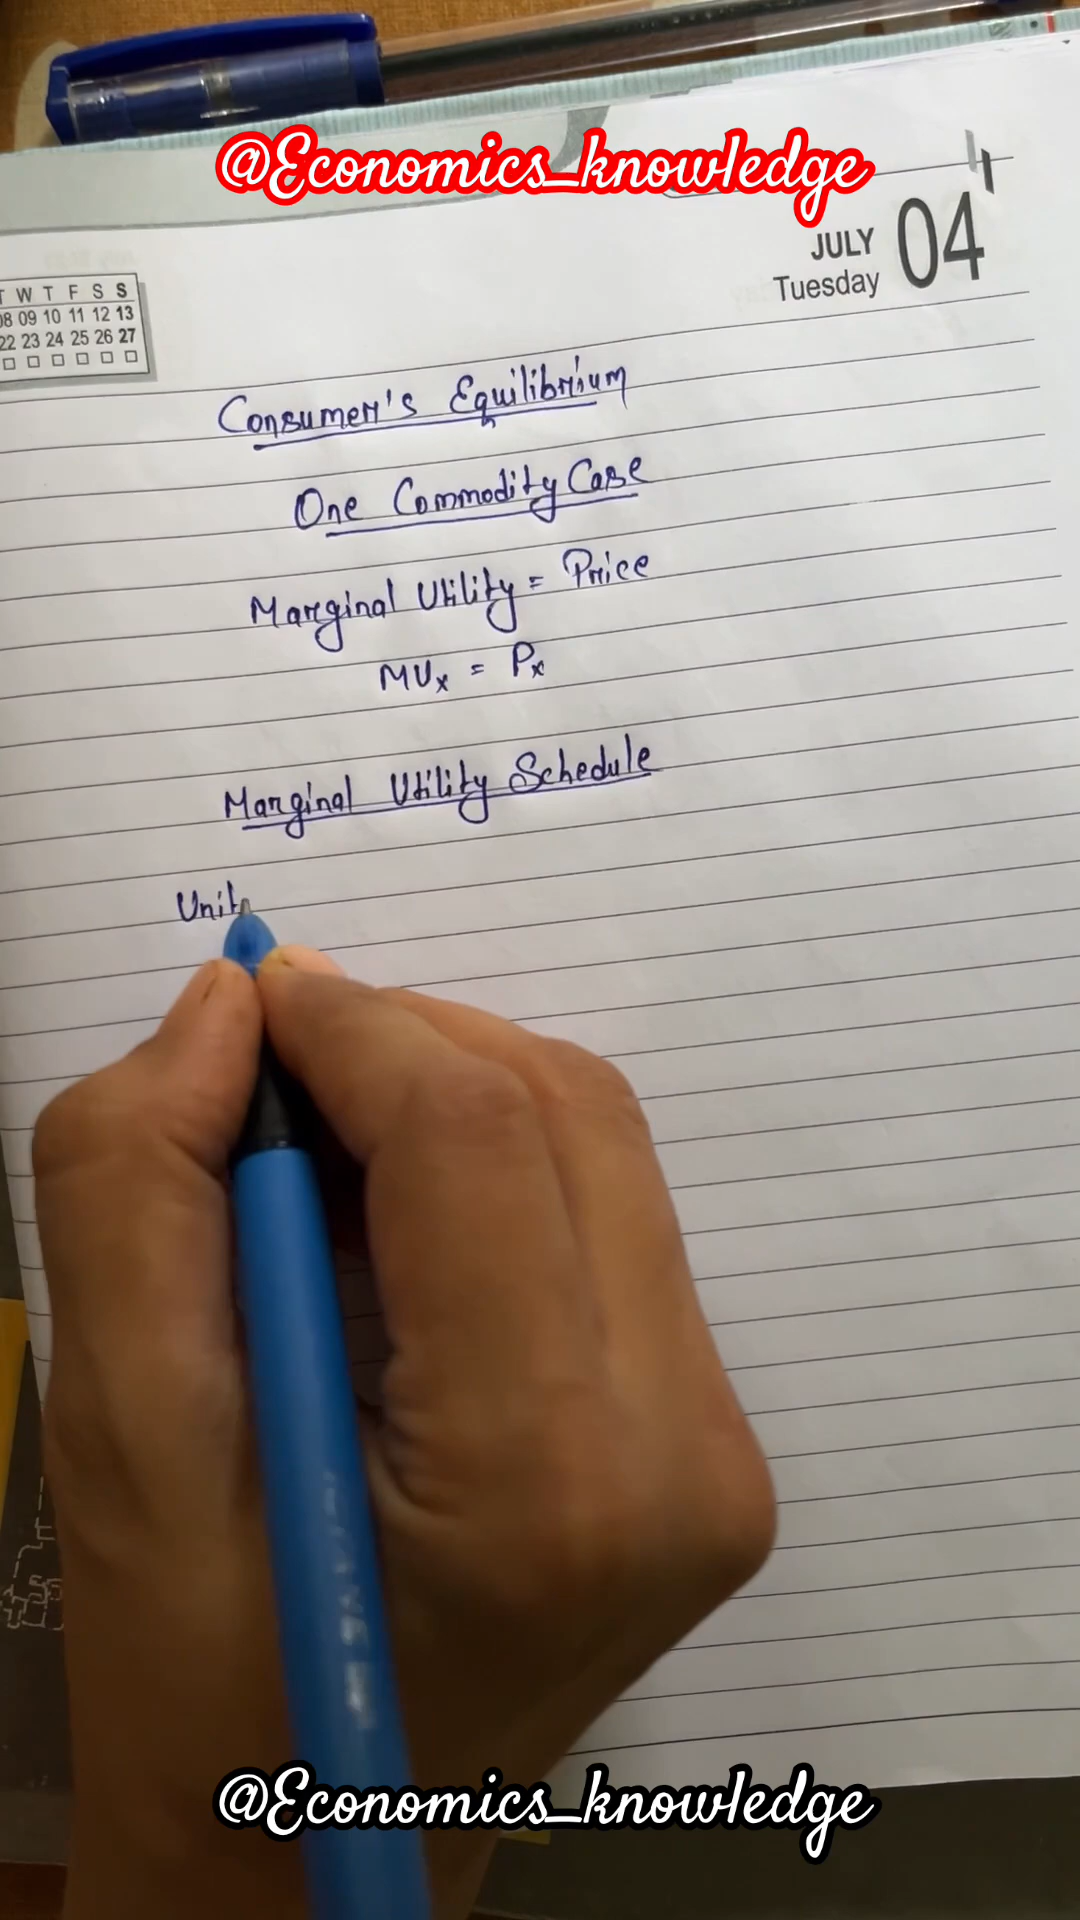 @Economics_knowledge
JULY 04
Tuesday
T W T F S S
08 09 10 11 12 13
22 23 24 25 26 27
Consumer's Equilibrium
One Commodity Case
Marginal Utility = Price
MUx = Px
Marginal Utility Schedule
Unit
@Economics_knowledge